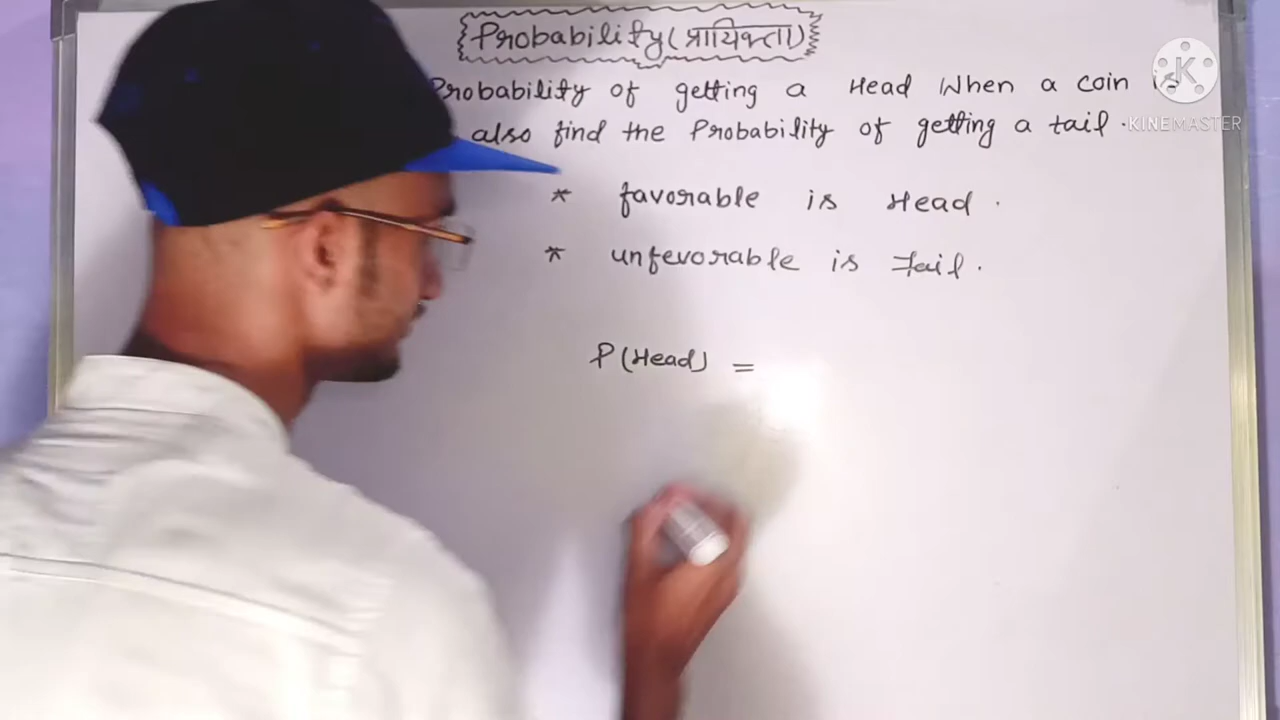 Probability (प्रायिकता)
Probability of getting a Head When a coin is
also find the Probability of getting a tail.
KINEMASTER
* favorable is Head.
* unfevorable is Tail.
P(Head) =